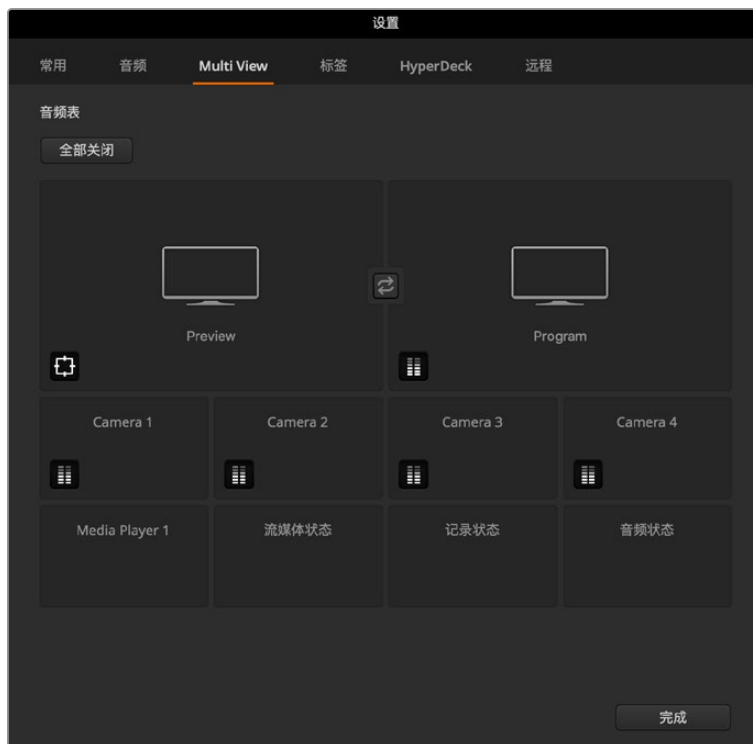 设置
常用 音频 Multi View 标签 HyperDeck 远程
音频表
全部关闭
Preview Program
Camera 1 Camera 2 Camera 3 Camera 4
Media Player 1 流媒体状态 记录状态 音频状态
完成